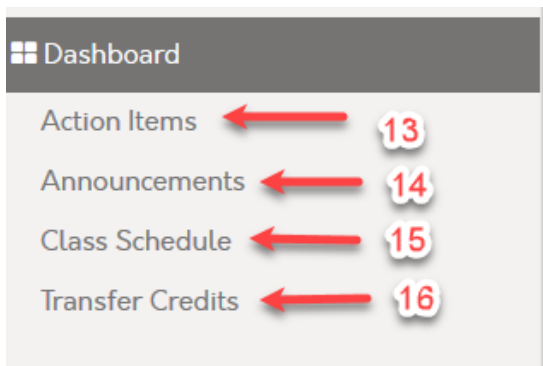 Dashboard
Action Items 13
Announcements 14
Class Schedule 15
Transfer Credits 16